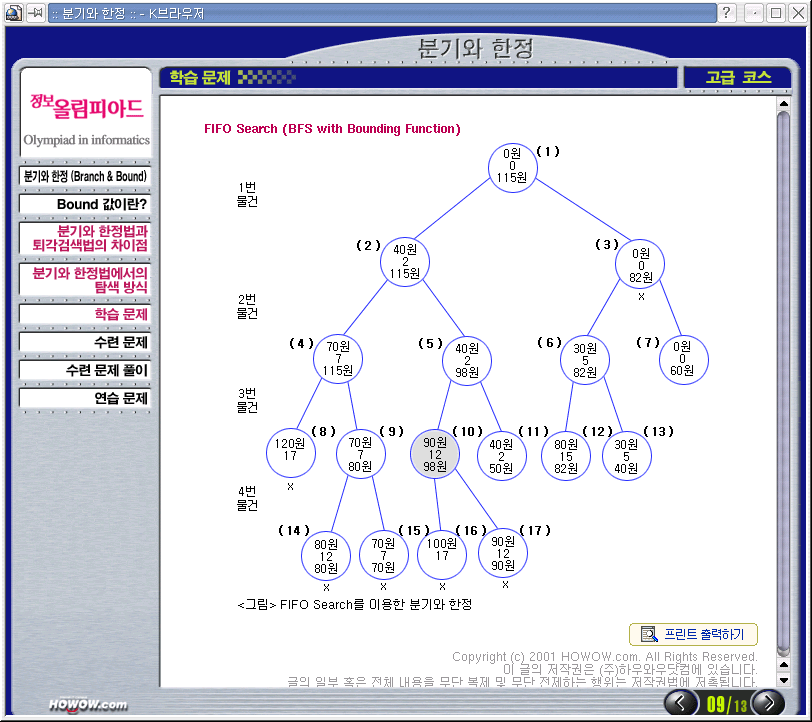 :: 분기와 한정 :: - K브라우저
분기와 한정
정보올림피아드
Olympiad in informatics
분기와 한정 (Branch & Bound)
Bound 값이란?
분기와 한정법과
퇴각검색법의 차이점
분기와 한정법에서의
탐색 방식
학습 문제
수련 문제
수련 문제 풀이
연습 문제
HOWOW.com
학습 문제
고급 코스
FIFO Search (BFS with Bounding Function)
(1)
0원
0
115원
1번
물건
(2)
40원
2
115원
(3)
0원
0
82원
x
2번
물건
(4)
70원
7
115원
(5)
40원
2
98원
(6)
30원
5
82원
(7)
0원
0
60원
3번
물건
(8)
120원
17
x
(9)
70원
7
80원
(10)
90원
12
98원
(11)
40원
2
50원
(12)
80원
15
82원
(13)
30원
5
40원
4번
물건
(14)
80원
12
80원
x
(15)
70원
7
70원
x
(16)
100원
17
x
(17)
90원
12
90원
x
<그림> FIFO Search를 이용한 분기와 한정
프린트 출력하기
Copyright (c) 2001 HOWOW.com. All Rights Reserved.
이 글의 저작권은 (주)하우와우닷컴에 있습니다.
글의 일부 혹은 전체 내용을 무단 복제 및 무단 전제하는 행위는 저작권법에 저촉됩니다.
09/13